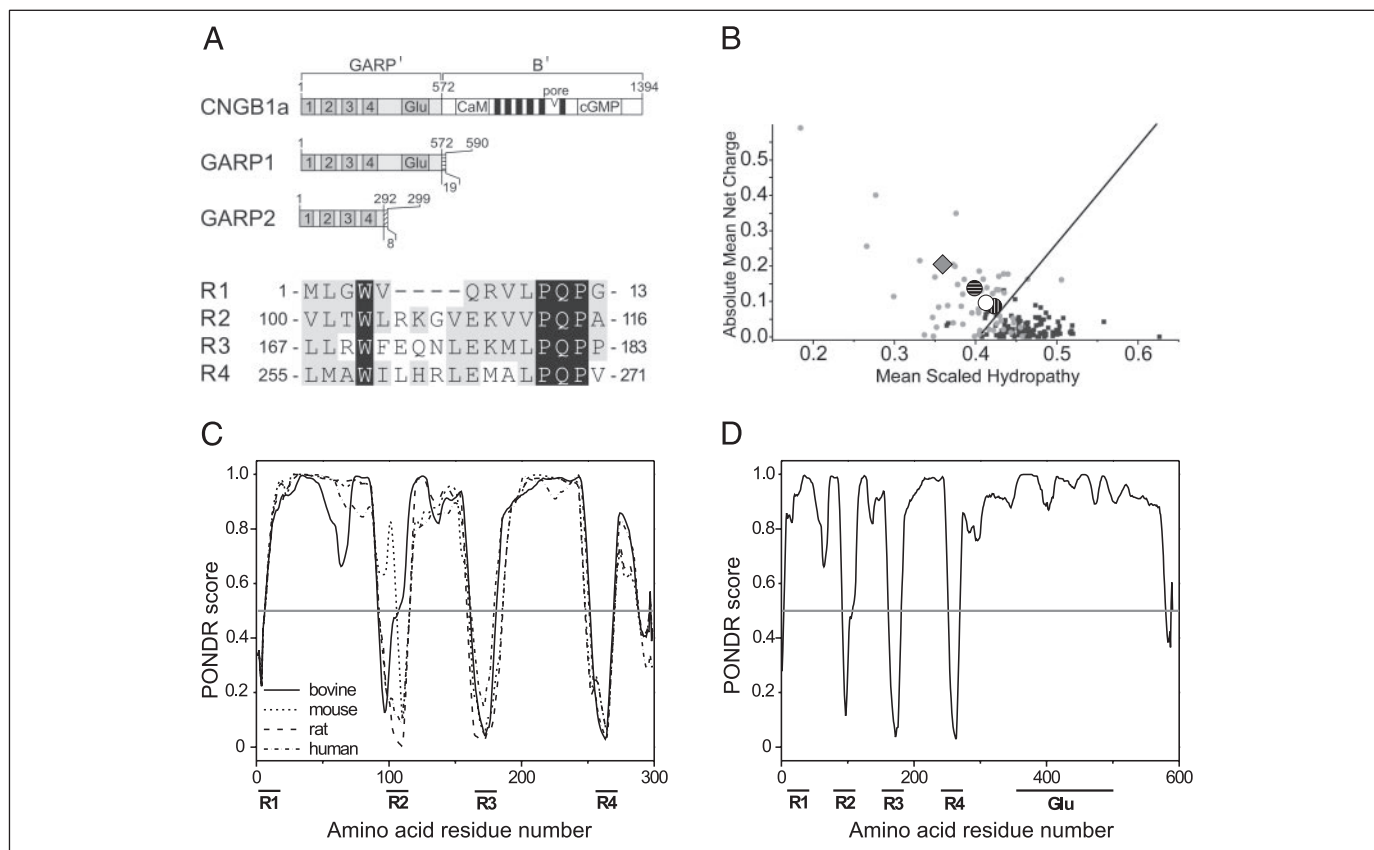 A
GARP'
B'
1
572
1394
pore
CNGB1a
1 2 3 4 Glu
CaM
V
cGMP
1
572
590
GARP1
1 2 3 4 Glu
19
1
292
299
GARP2
1 2 3 4
8
R1 1 - MLGWV----QRVLPQPG - 13
R2 100 - VLTWLRKGVEKVVPQPA - 116
R3 167 - LLRWFEQNLEKMLPQPP - 183
R4 255 - LMAWILHRLEMALPQPV - 271
B
Absolute Mean Net Charge
0.5
0.4
0.3
0.2
0.1
0.0
0.2 0.3 0.4 0.5 0.6
Mean Scaled Hydropathy
C
PONDR score
1.0
0.8
0.6
0.4
0.2
0
bovine
mouse
rat
human
0 100 200 300
R1 R2 R3 R4
Amino acid residue number
D
PONDR score
1.0
0.8
0.6
0.4
0.2
0
0 200 400 600
R1 R2 R3 R4 Glu
Amino acid residue number